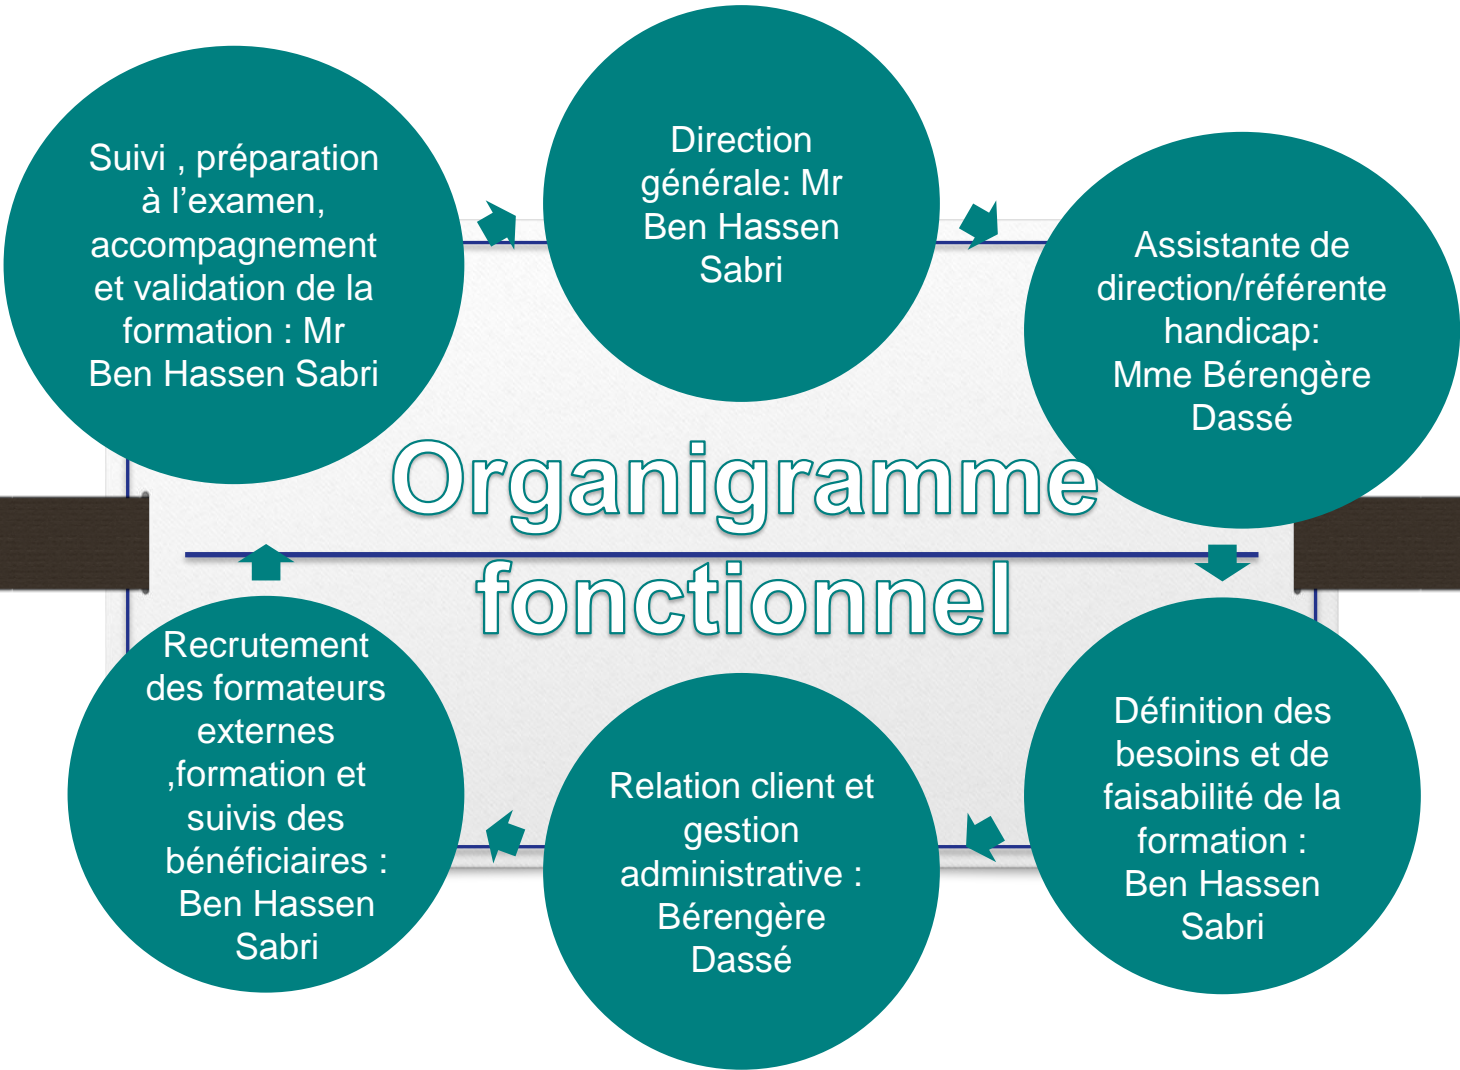 Suivi , préparation
à l’examen,
accompagnement
et validation de la
formation : Mr
Ben Hassen Sabri
Direction
générale: Mr
Ben Hassen
Sabri
Assistante de
direction/référente
handicap:
Mme Bérengère
Dassé
Organigramme
fonctionnel
Recrutement
des formateurs
externes
,formation et
suivis des
bénéficiaires :
Ben Hassen
Sabri
Relation client et
gestion
administrative :
Bérengère
Dassé
Définition des
besoins et de
faisabilité de la
formation :
Ben Hassen
Sabri